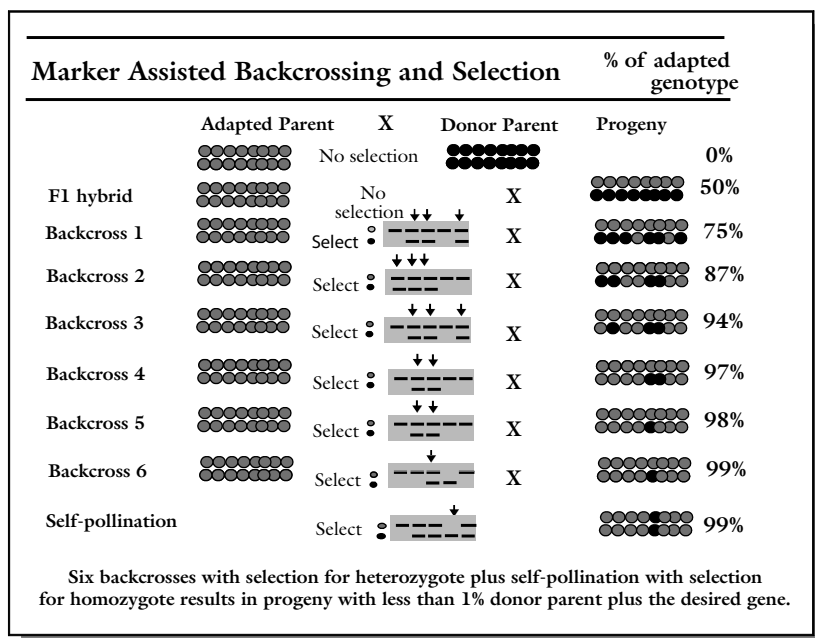 Marker Assisted Backcrossing and Selection
% of adapted
genotype
Adapted Parent X Donor Parent Progeny
No selection 0%
F1 hybrid No X 50%
selection
Backcross 1 Select X 75%
Backcross 2 Select X 87%
Backcross 3 Select X 94%
Backcross 4 Select X 97%
Backcross 5 Select X 98%
Backcross 6 Select X 99%
Self-pollination Select 99%
Six backcrosses with selection for heterozygote plus self-pollination with selection
for homozygote results in progeny with less than 1% donor parent plus the desired gene.